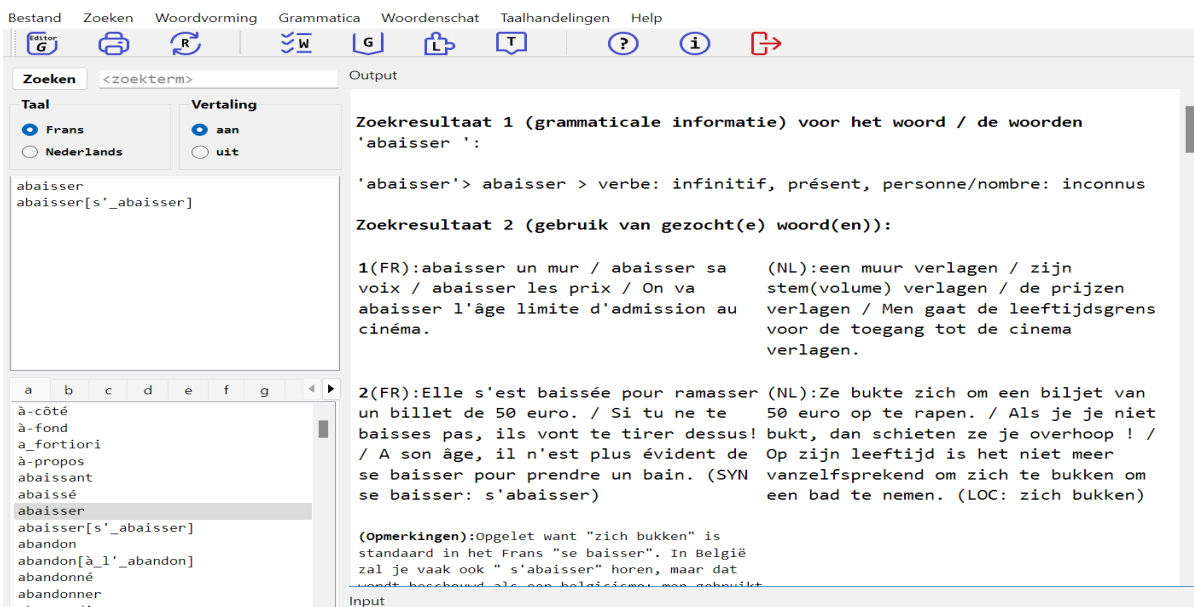 Bestand Zoeken Woordvorming Grammatica Woordenschat Taalhandelingen Help
Editor G R W G L T ? i
Zoeken <zoekterm>
Taal Vertaling
Frans aan
Nederlands uit
abaisser
abaisser[s'_abaisser]
a b c d e f g
à-côté
à-fond
a_fortiori
à-propos
abaissant
abaissé
abaisser
abaisser[s'_abaisser]
abandon
abandon[à_l'_abandon]
abandonné
abandonner
Output
Zoekresultaat 1 (grammaticale informatie) voor het woord / de woorden
'abaisser ':
'abaisser'> abaisser > verbe: infinitif, présent, personne/nombre: inconnus
Zoekresultaat 2 (gebruik van gezocht(e) woord(en)):
1(FR):abaisser un mur / abaisser sa
voix / abaisser les prix / On va
abaisser l'âge limite d'admission au
cinéma.
(NL):een muur verlagen / zijn
stem(volume) verlagen / de prijzen
verlagen / Men gaat de leeftijdsgrens
voor de toegang tot de cinema
verlagen.
2(FR):Elle s'est baissée pour ramasser
un billet de 50 euro. / Si tu ne te
baisses pas, ils vont te tirer dessus!
/ A son âge, il n'est plus évident de
se baisser pour prendre un bain. (SYN
se baisser: s'abaisser)
(NL):Ze bukte zich om een biljet van
50 euro op te rapen. / Als je je niet
bukt, dan schieten ze je overhoop ! /
Op zijn leeftijd is het niet meer
vanzelfsprekend om zich te bukken om
een bad te nemen. (LOC: zich bukken)
(Opmerkingen):Opgelet want "zich bukken" is
standaard in het Frans "se baisser". In België
zal je vaak ook " s'abaisser" horen, maar dat
wordt beschouwd als een belgicisme; men gebruikt
Input